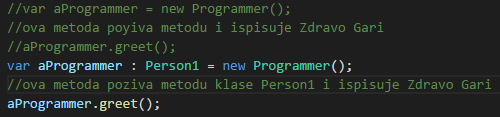 //var aProgrammer = new Programmer();
//ova metoda poyiva metodu i ispisuje Zdravo Gari
//aProgrammer.greet();
var aProgrammer : Person1 = new Programmer();
//ova metoda poziva metodu klase Person1 i ispisuje Zdravo Gari
aProgrammer.greet();